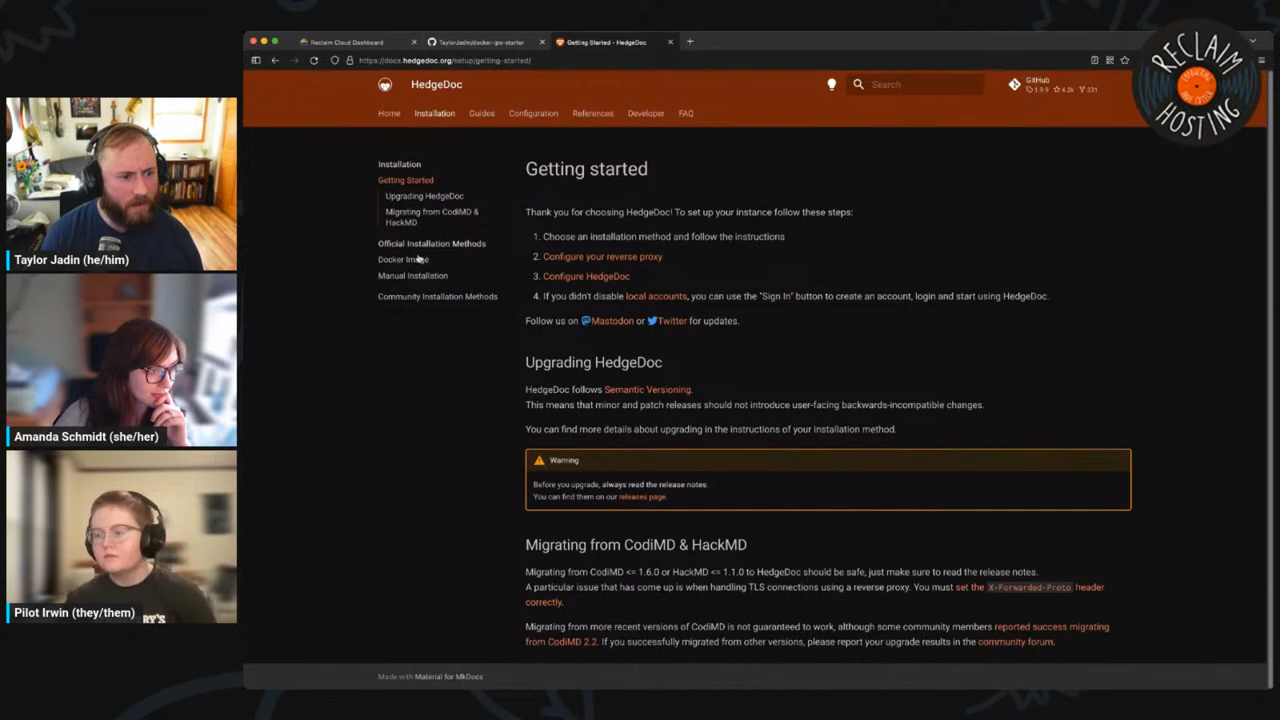 Reclaim Cloud Dashboard
TaylorJadin/docker-jps-starter
Getting Started - HedgeDoc
https://docs.hedgedoc.org/setup/getting-started/
HedgeDoc
Search
GitHub
1.9.9 4.2k 331
Home Installation Guides Configuration References Developer FAQ
Installation
Getting Started
Upgrading HedgeDoc
Migrating from CodiMD &
HackMD
Official Installation Methods
Docker Image
Manual Installation
Community Installation Methods
Getting started
Thank you for choosing HedgeDoc! To set up your instance follow these steps:
1. Choose an installation method and follow the instructions
2. Configure your reverse proxy
3. Configure HedgeDoc
4. If you didn't disable local accounts, you can use the "Sign In" button to create an account, login and start using HedgeDoc.
Follow us on Mastodon or Twitter for updates.
Upgrading HedgeDoc
HedgeDoc follows Semantic Versioning.
This means that minor and patch releases should not introduce user-facing backwards-incompatible changes.
You can find more details about upgrading in the instructions of your installation method.
Warning
Before you upgrade, always read the release notes.
You can find them on our releases page.
Migrating from CodiMD & HackMD
Migrating from CodiMD <= 1.6.0 or HackMD <= 1.1.0 to HedgeDoc should be safe, just make sure to read the release notes.
A particular issue that has come up is when handling TLS connections using a reverse proxy. You must set the X-Forwarded-Proto header
correctly.
Migrating from more recent versions of CodiMD is not guaranteed to work, although some community members reported success migrating
from CodiMD 2.2. If you successfully migrated from other versions, please report your upgrade results in the community forum.
Made with Material for MkDocs
Taylor Jadin (he/him)
Amanda Schmidt (she/her)
Pilot Irwin (they/them)
RECLAIM
HOSTING